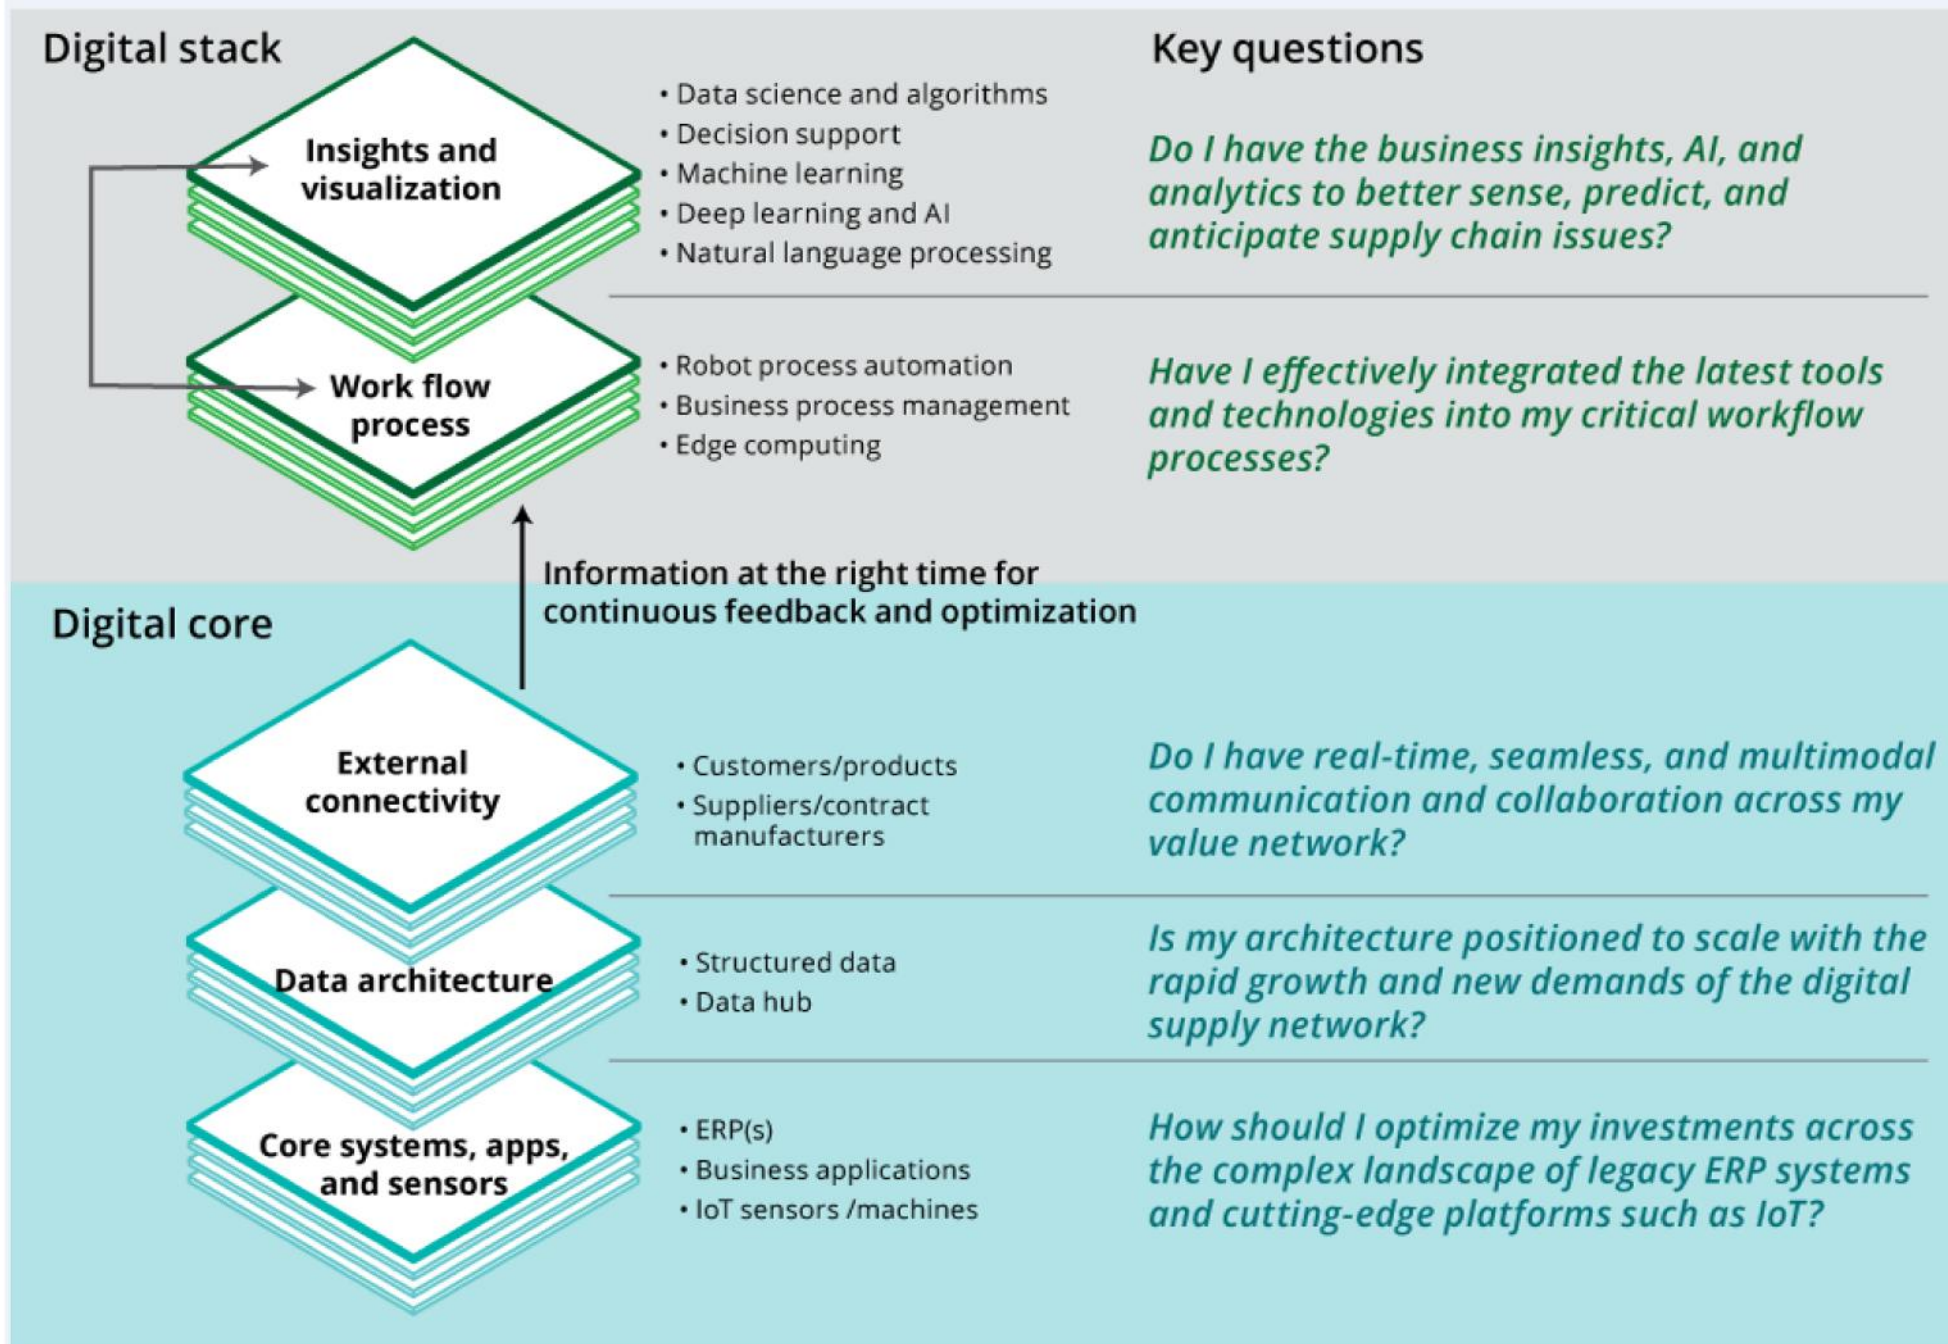 Digital stack
Key questions
Insights and
visualization
• Data science and algorithms
• Decision support
• Machine learning
• Deep learning and AI
• Natural language processing
Do I have the business insights, AI, and
analytics to better sense, predict, and
anticipate supply chain issues?
Work flow
process
• Robot process automation
• Business process management
• Edge computing
Have I effectively integrated the latest tools
and technologies into my critical workflow
processes?
Information at the right time for
continuous feedback and optimization
Digital core
External
connectivity
• Customers/products
• Suppliers/contract
manufacturers
Do I have real-time, seamless, and multimodal
communication and collaboration across my
value network?
Data architecture
• Structured data
• Data hub
Is my architecture positioned to scale with the
rapid growth and new demands of the digital
supply network?
Core systems, apps,
and sensors
• ERP(s)
• Business applications
• IoT sensors /machines
How should I optimize my investments across
the complex landscape of legacy ERP systems
and cutting-edge platforms such as IoT?